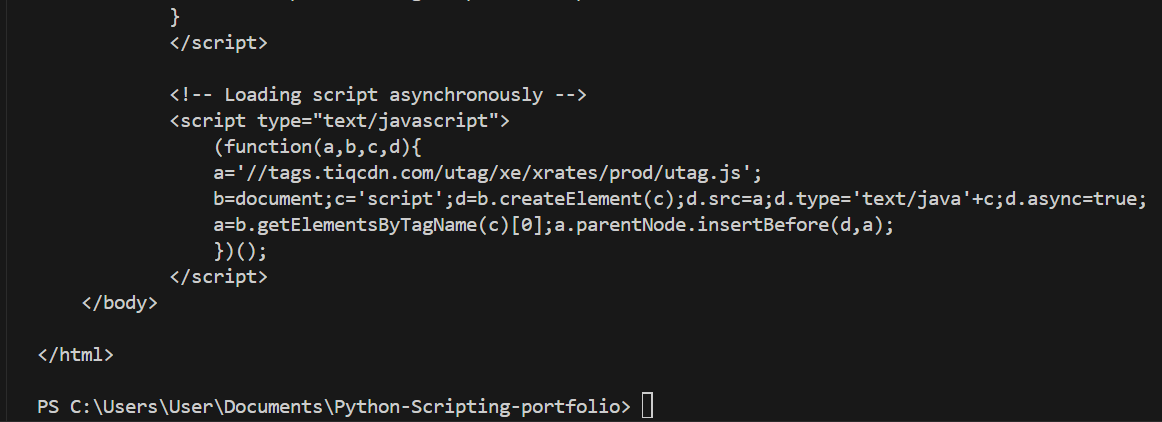 }
</script>
<!-- Loading script asynchronously -->
<script type="text/javascript">
(function(a,b,c,d){
a='//tags.tiqcdn.com/utag/xe/xrates/prod/utag.js';
b=document;c='script';d=b.createElement(c);d.src=a;d.type='text/java'+c;d.async=true;
a=b.getElementsByTagName(c)[0];a.parentNode.insertBefore(d,a);
})();
</script>
</body>
</html>
PS C:\Users\User\Documents\Python-Scripting-portfolio>